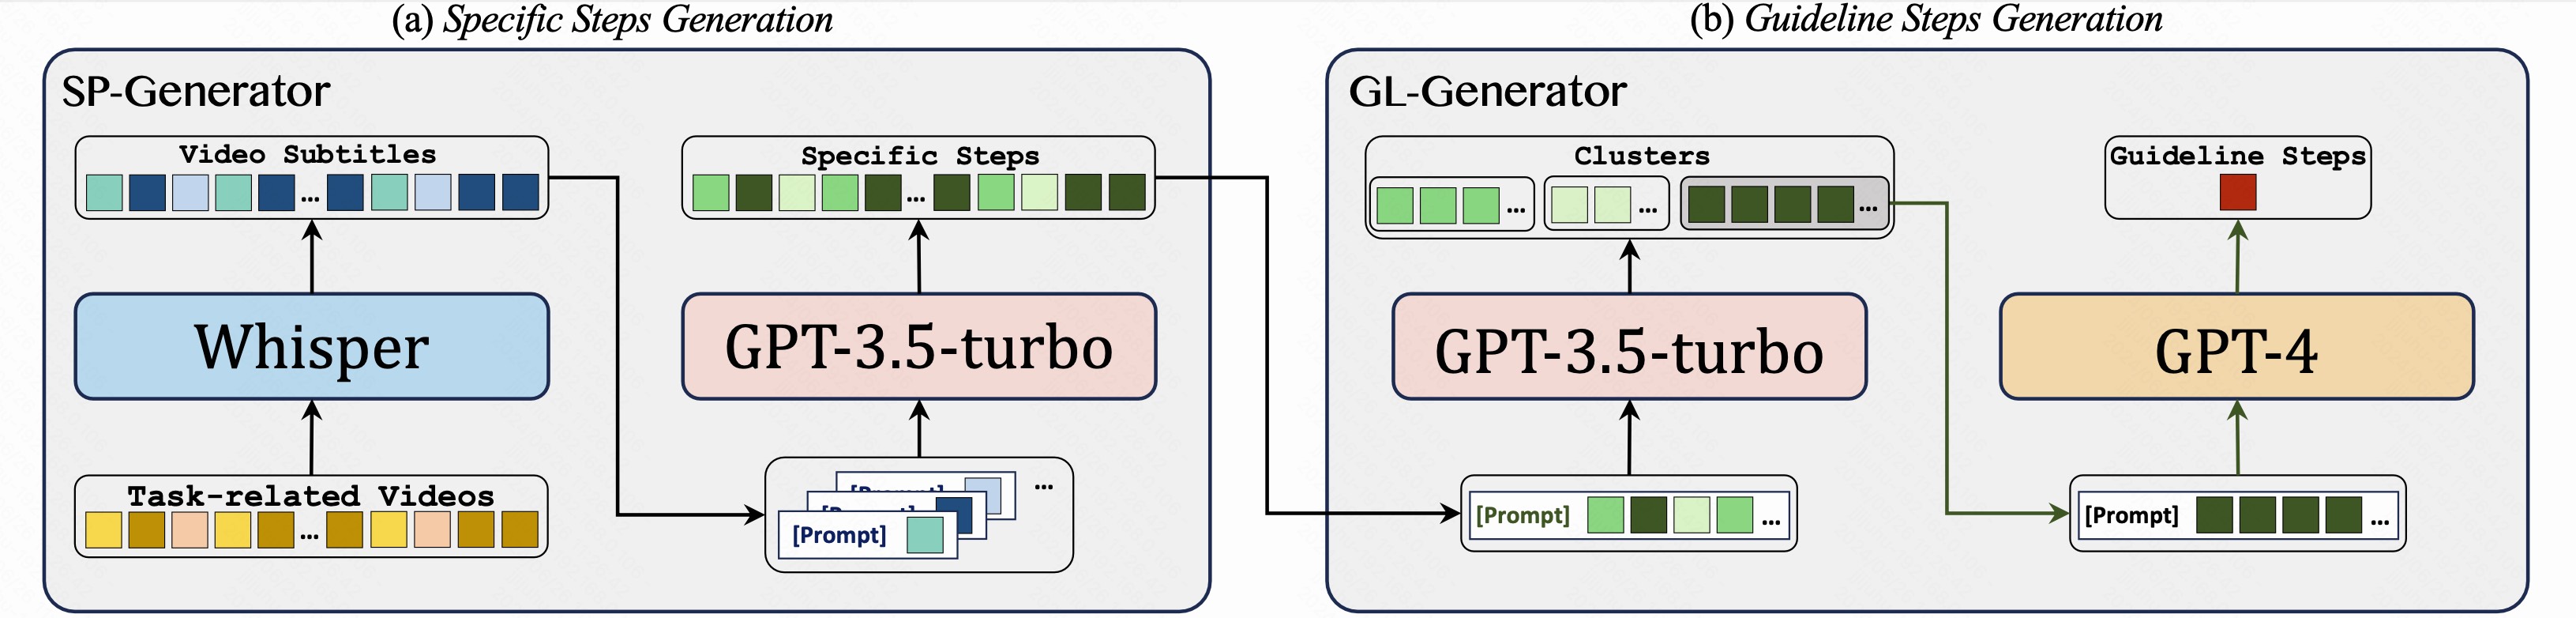 (a) Specific Steps Generation
SP-Generator
Video Subtitles
...
Whisper
Task-related Videos
...
Specific Steps
...
GPT-3.5-turbo
[Prompt]
...
[Prompt]
[Prompt]
(b) Guideline Steps Generation
GL-Generator
Clusters
... ... ...
GPT-3.5-turbo
[Prompt] ...
Guideline Steps
GPT-4
[Prompt] ...